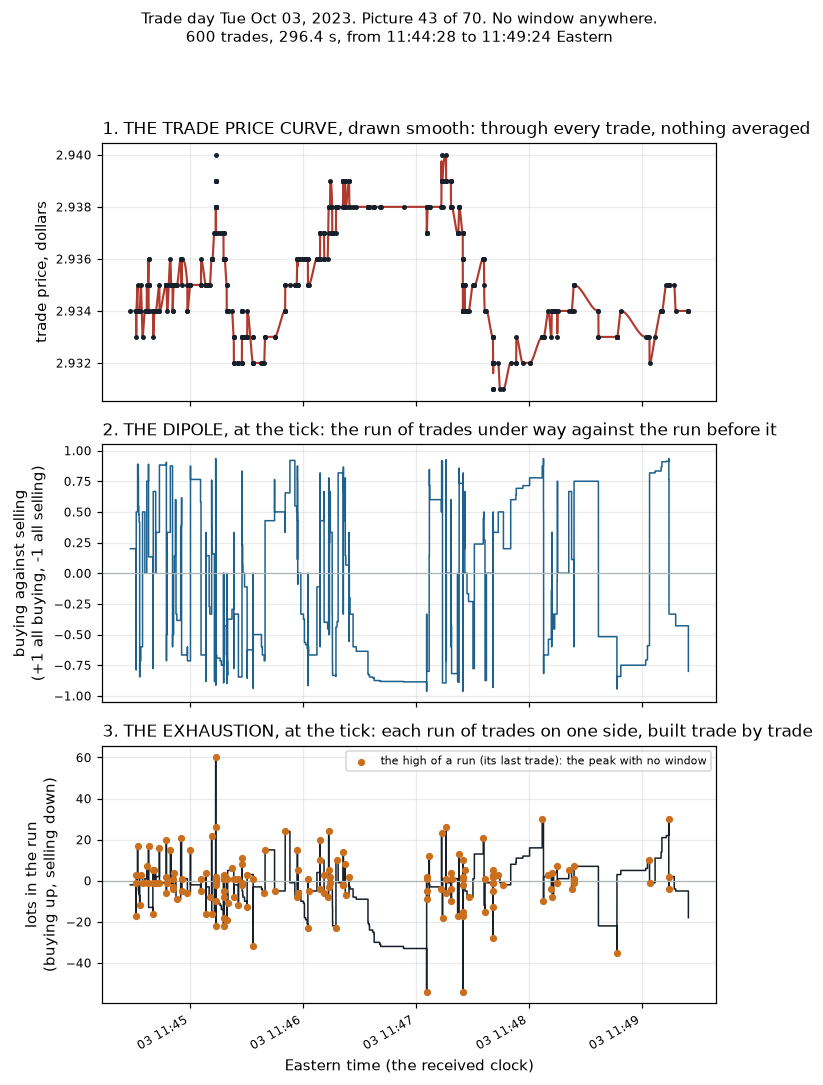 Trade day Tue Oct 03, 2023. Picture 43 of 70. No window anywhere.
600 trades, 296.4 s, from 11:44:28 to 11:49:24 Eastern
1. THE TRADE PRICE CURVE, drawn smooth: through every trade, nothing averaged
trade price, dollars
2.940
2.938
2.936
2.934
2.932
2. THE DIPOLE, at the tick: the run of trades under way against the run before it
buying against selling
(+1 all buying, -1 all selling)
1.00
0.75
0.50
0.25
0.00
−0.25
−0.50
−0.75
−1.00
3. THE EXHAUSTION, at the tick: each run of trades on one side, built trade by trade
lots in the run
(buying up, selling down)
60
40
20
0
−20
−40
the high of a run (its last trade): the peak with no window
03 11:45
03 11:46
03 11:47
03 11:48
03 11:49
Eastern time (the received clock)